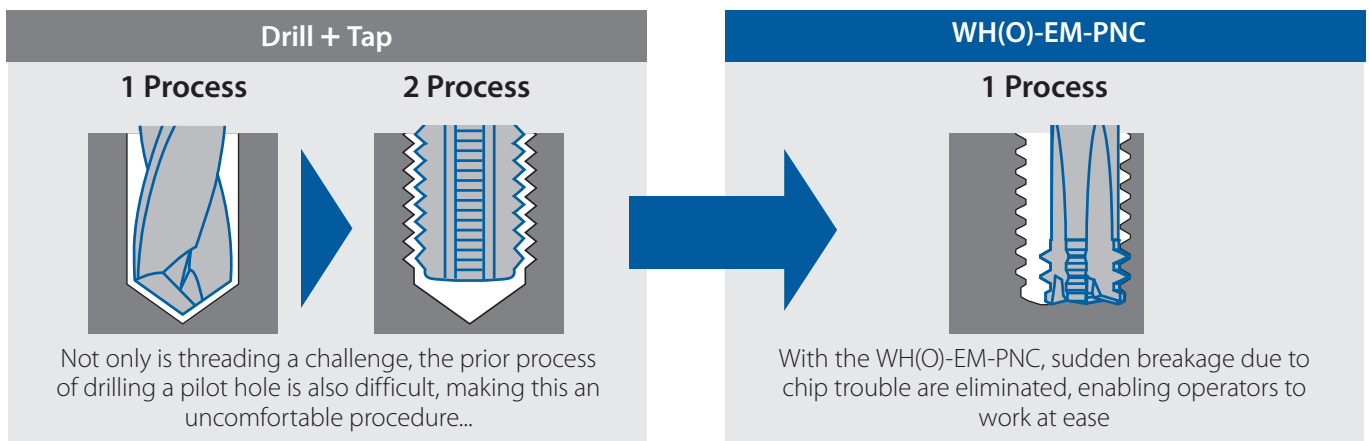 Drill + Tap
1 Process
2 Process
Not only is threading a challenge, the prior process
of drilling a pilot hole is also difficult, making this an
uncomfortable procedure...
WH(O)-EM-PNC
1 Process
With the WH(O)-EM-PNC, sudden breakage due to
chip trouble are eliminated, enabling operators to
work at ease